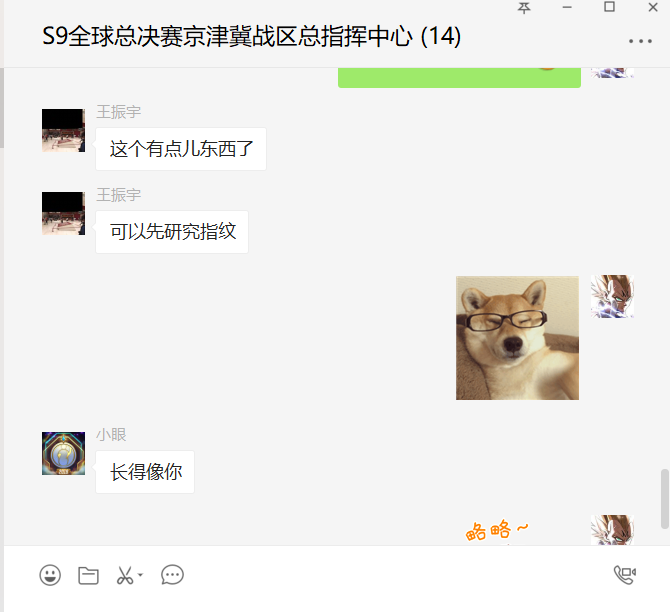 S9全球总决赛京津冀战区总指挥中心 (14)
王振宇
这个有点儿东西了
王振宇
可以先研究指纹
小眼
长得像你
略略~